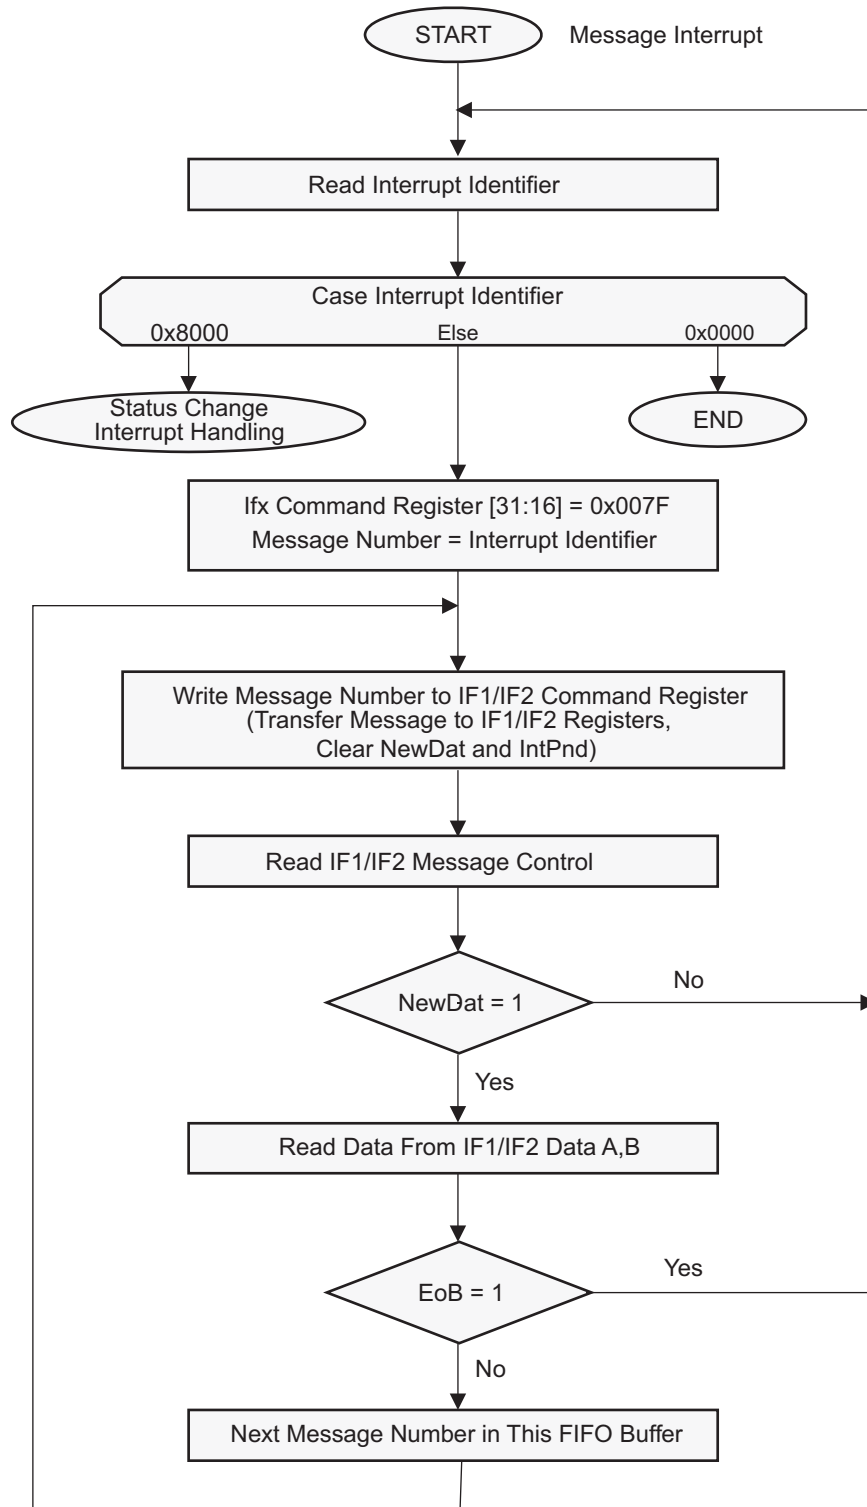 START
Message Interrupt
Read Interrupt Identifier
Case Interrupt Identifier
0x8000
Else
0x0000
Status Change
Interrupt Handling
END
Ifx Command Register [31:16] = 0x007F
Message Number = Interrupt Identifier
Write Message Number to IF1/IF2 Command Register
(Transfer Message to IF1/IF2 Registers,
Clear NewDat and IntPnd)
Read IF1/IF2 Message Control
NewDat = 1
No
Yes
Read Data From IF1/IF2 Data A,B
EoB = 1
Yes
No
Next Message Number in This FIFO Buffer